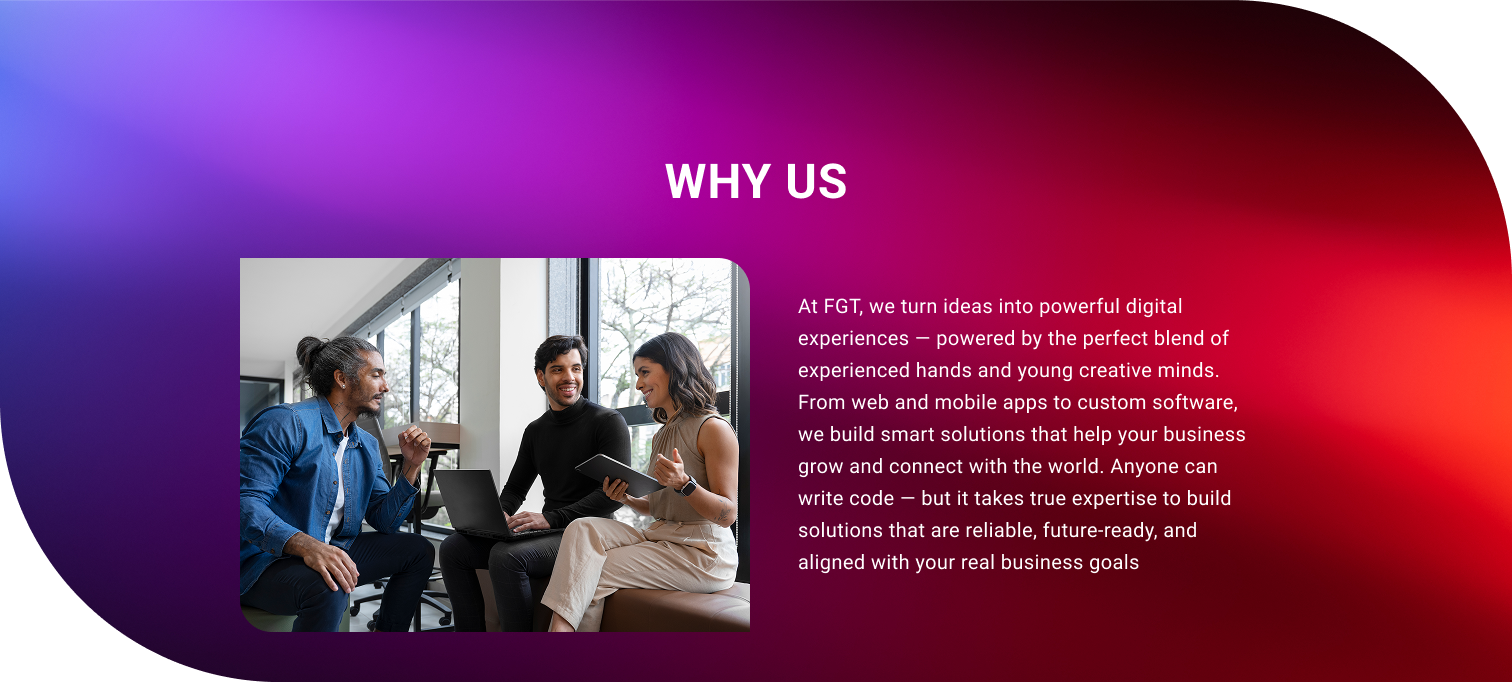 WHY US
At FGT, we turn ideas into powerful digital
experiences — powered by the perfect blend of
experienced hands and young creative minds.
From web and mobile apps to custom software,
we build smart solutions that help your business
grow and connect with the world. Anyone can
write code — but it takes true expertise to build
solutions that are reliable, future-ready, and
aligned with your real business goals